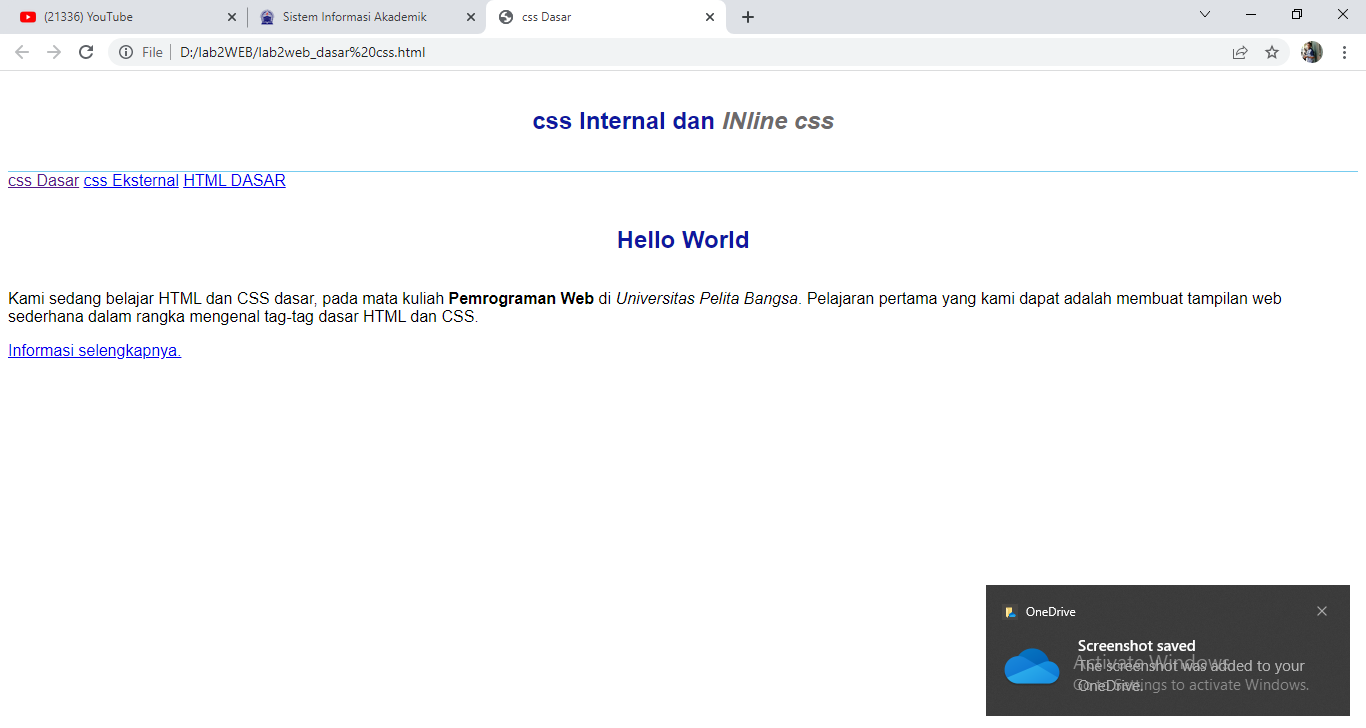 (21336) YouTube
Sistem Informasi Akademik
css Dasar
File
D:/lab2WEB/lab2web_dasar%20css.html
css Internal dan INline css
css Dasar css Eksternal HTML DASAR
Hello World
Kami sedang belajar HTML dan CSS dasar, pada mata kuliah Pemrograman Web di Universitas Pelita Bangsa. Pelajaran pertama yang kami dapat adalah membuat tampilan web
sederhana dalam rangka mengenal tag-tag dasar HTML dan CSS.
Informasi selengkapnya.
OneDrive
Screenshot saved
Activate Windows
The screenshot was added to your
OneDrive.
Go to Settings to activate Windows.